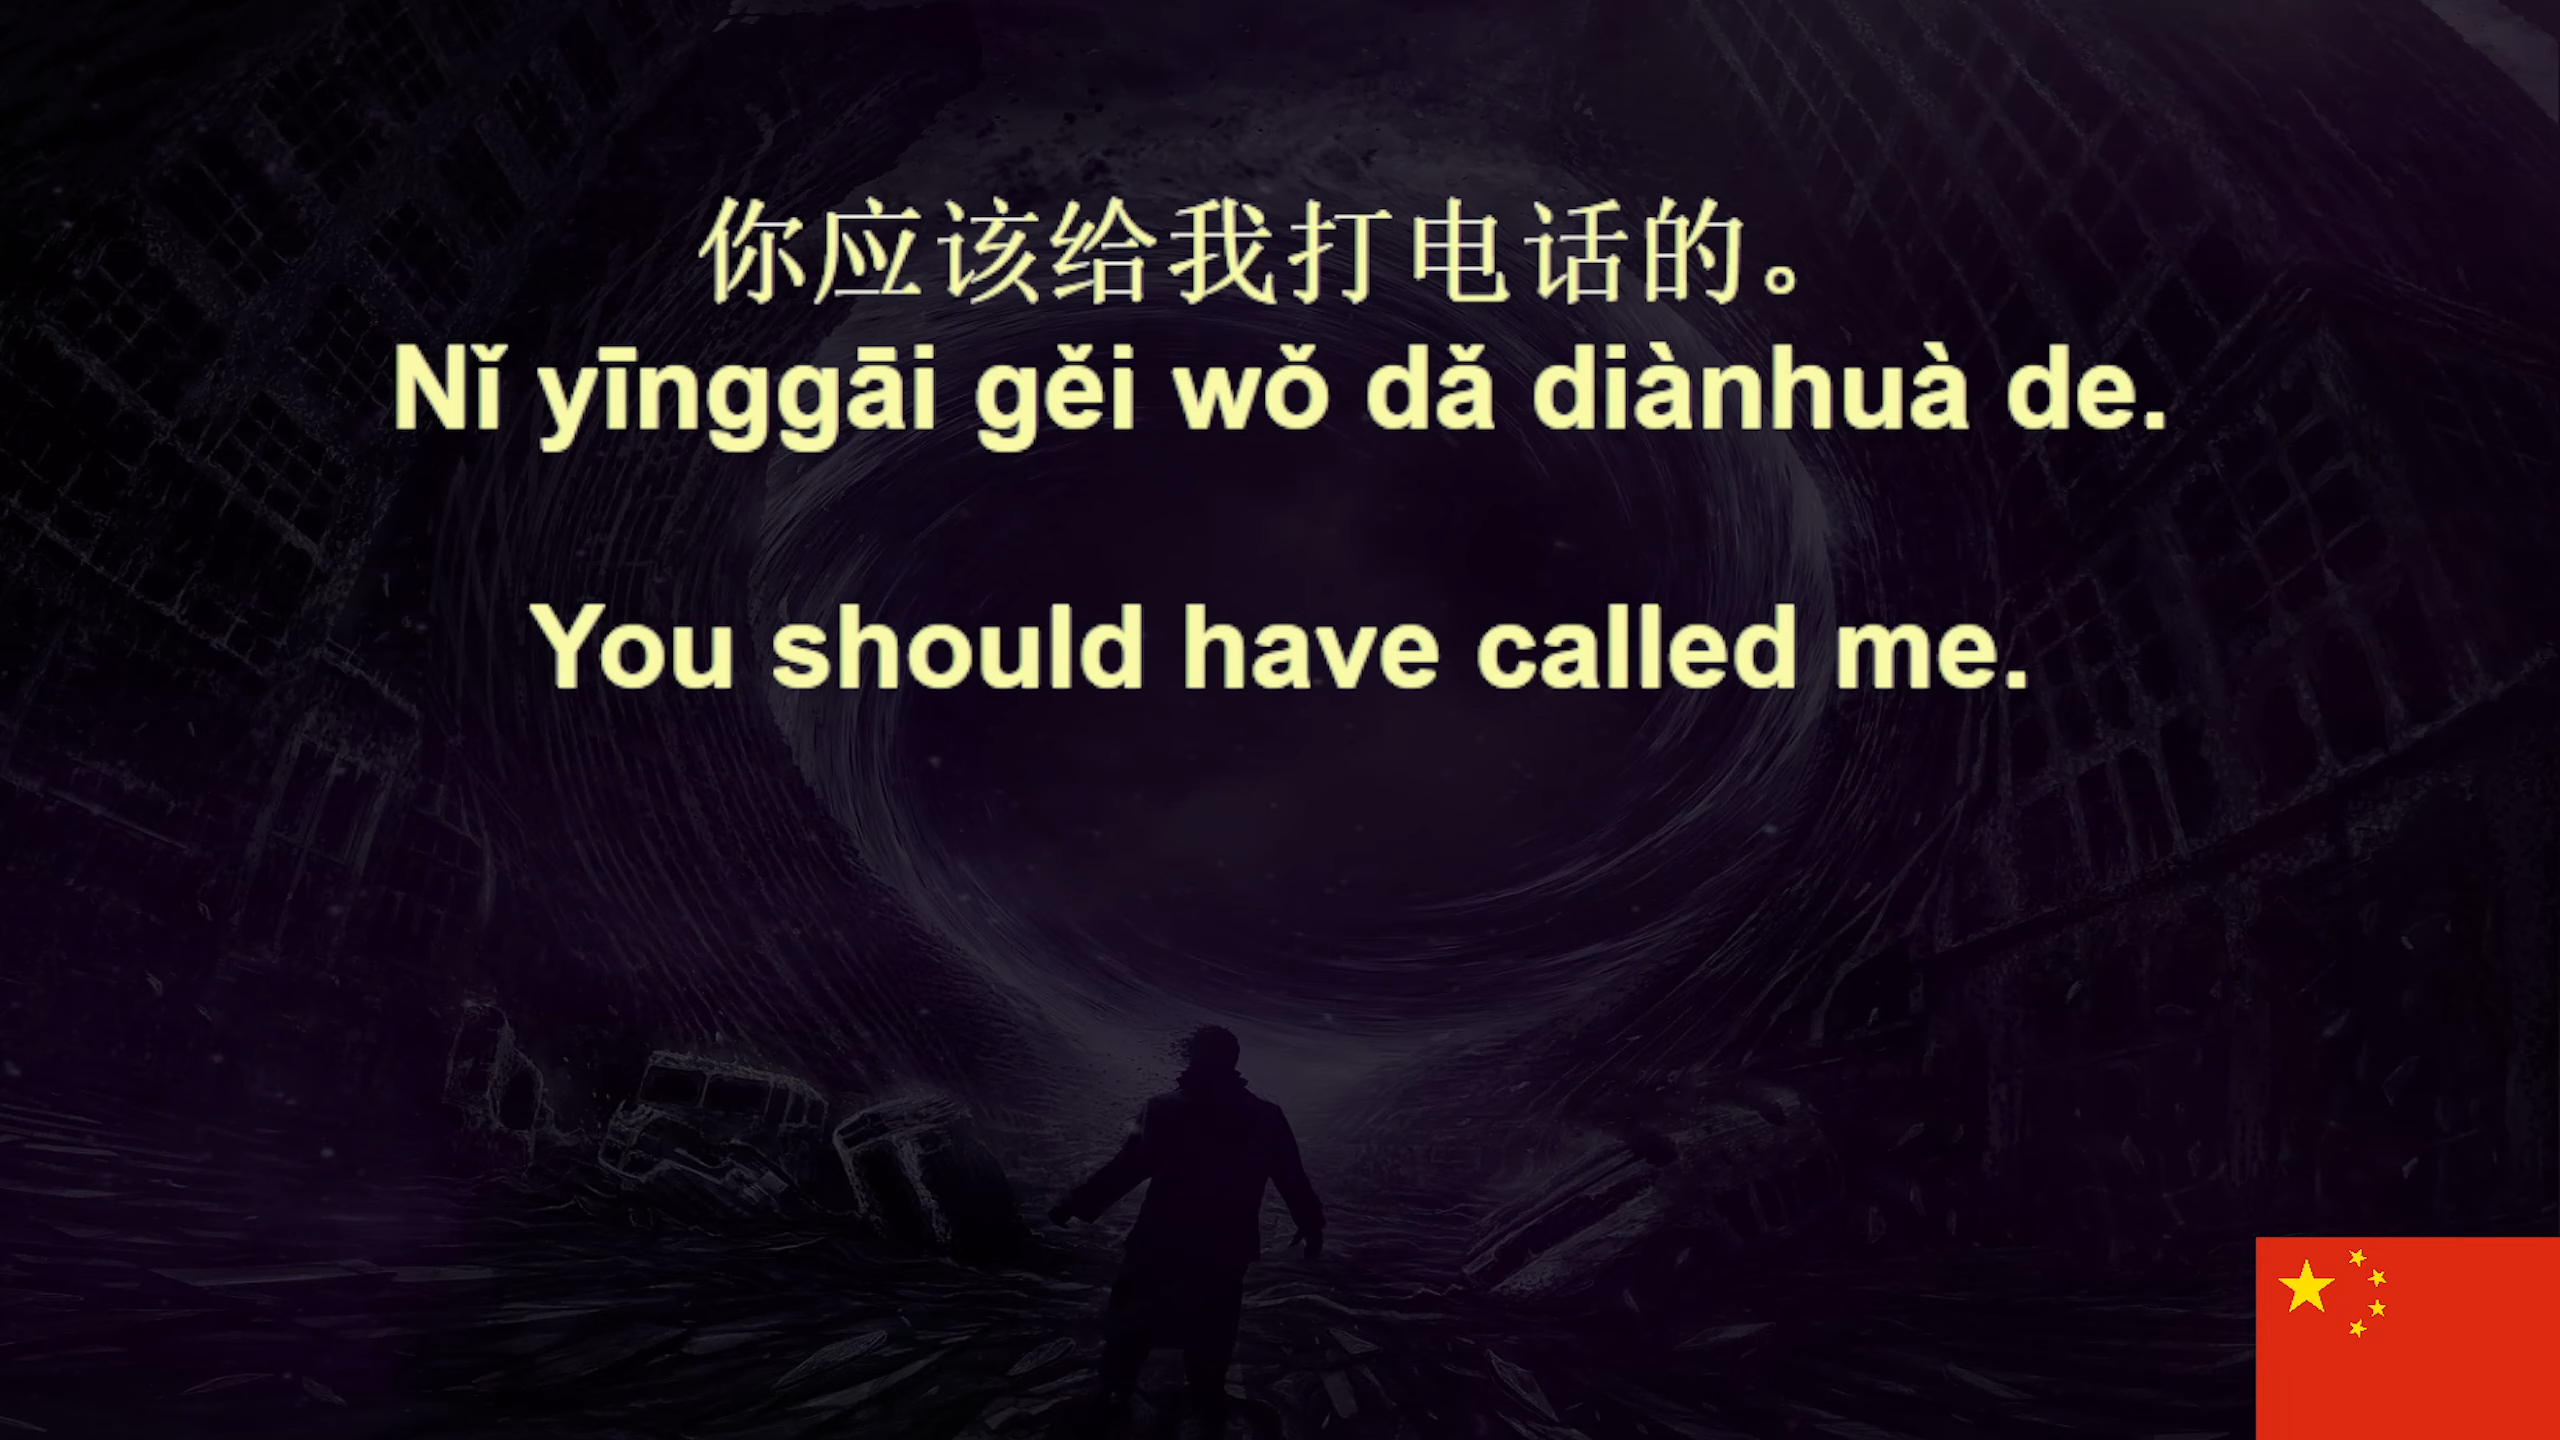 你应该给我打电话的。
Nǐ yīnggāi gěi wǒ dǎ diànhuà de.
You should have called me.